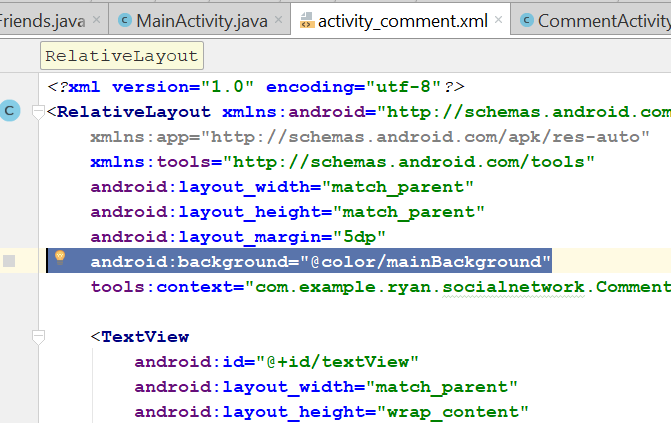 Friends.java × MainActivity.java × activity_comment.xml × CommentActivity
RelativeLayout
<?xml version="1.0" encoding="utf-8"?>
<RelativeLayout xmlns:android="http://schemas.android.com
xmlns:app="http://schemas.android.com/apk/res-auto"
xmlns:tools="http://schemas.android.com/tools"
android:layout_width="match_parent"
android:layout_height="match_parent"
android:layout_margin="5dp"
android:background="@color/mainBackground"
tools:context="com.example.ryan.socialnetwork.Comment
<TextView
android:id="@+id/textView"
android:layout_width="match_parent"
android:layout_height="wrap_content"